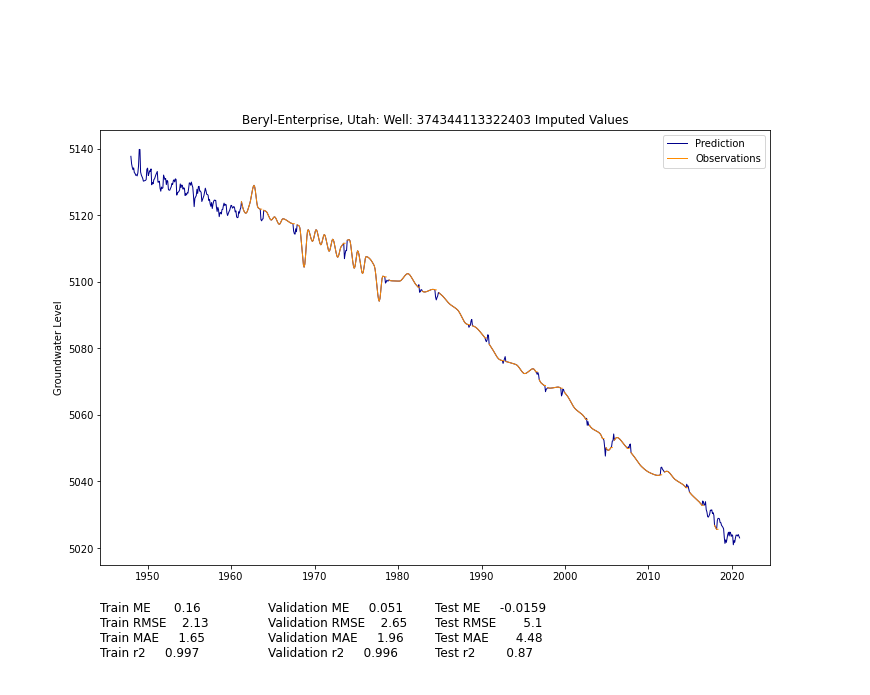 Beryl-Enterprise, Utah: Well: 374344113322403 Imputed Values
Prediction
Observations
Groundwater Level
5140
5120
5100
5080
5060
5040
5020
1950 1960 1970 1980 1990 2000 2010 2020
Train ME 0.16 Validation ME 0.051 Test ME -0.0159
Train RMSE 2.13 Validation RMSE 2.65 Test RMSE 5.1
Train MAE 1.65 Validation MAE 1.96 Test MAE 4.48
Train r2 0.997 Validation r2 0.996 Test r2 0.87